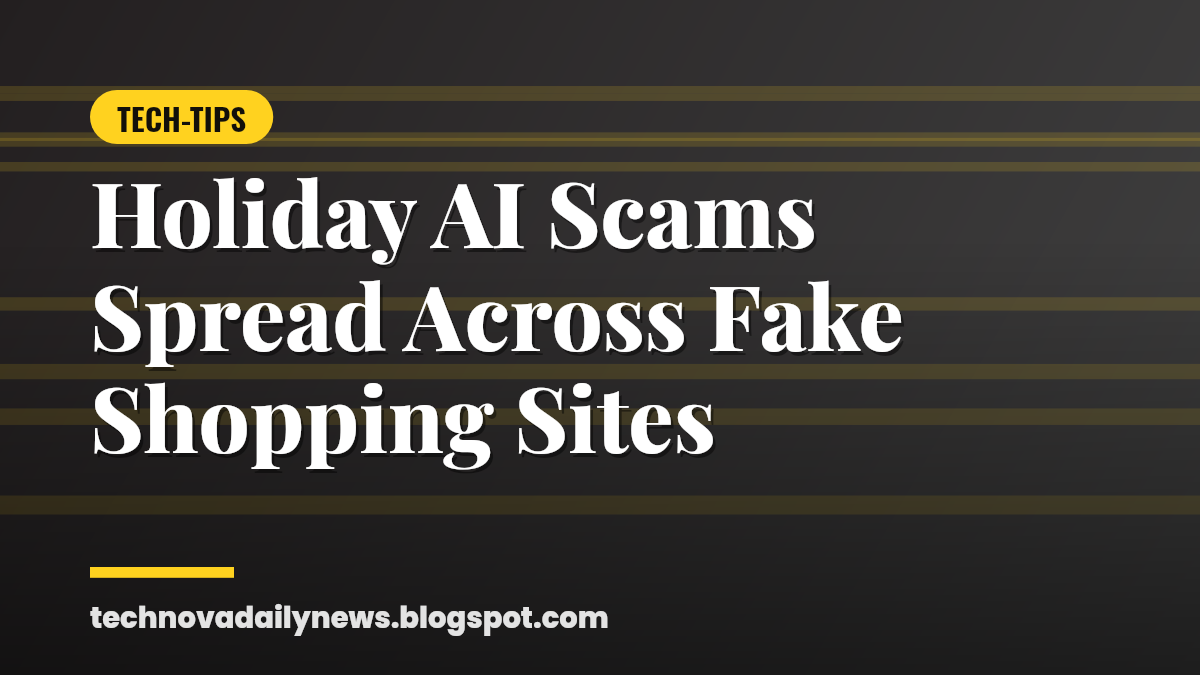 TECH-TIPS
Holiday AI Scams
Spread Across Fake
Shopping Sites
technovadailynews.blogspot.com